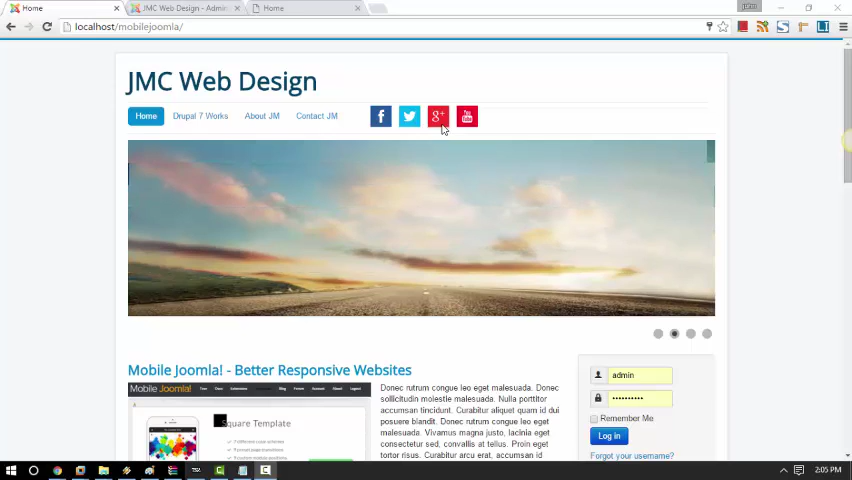 Home
JMC Web Design - Admin
Home
localhost/mobilejoomla/
JMC Web Design
Home Drupal 7 Works About JM Contact JM
f g+ You Tube
Mobile Joomla! - Better Responsive Websites
admin
Remember Me
Log in
Forgot your username?
Mobile Joomla!
Square Template
Donec rutrum congue leo eget malesuada. Donec
sollicitudin molestie malesuada. Nulla porttitor
accumsan tincidunt. Curabitur aliquet quam id dui
posuere blandit. Donec rutrum congue leo eget
malesuada. Vivamus magna justo, lacinia eget
consectetur sed, convallis at tellus. Proin eget
tortor risus. Curabitur arcu erat, accumsan id
2:05 PM